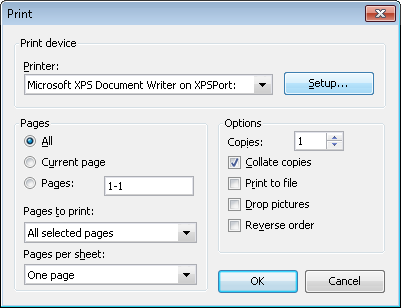 Print
Print device
Printer:
Microsoft XPS Document Writer on XPSPort:
Setup...
Pages
All
Current page
Pages:
1-1
Pages to print:
All selected pages
Pages per sheet:
One page
Options
Copies:
1
Collate copies
Print to file
Drop pictures
Reverse order
OK
Cancel